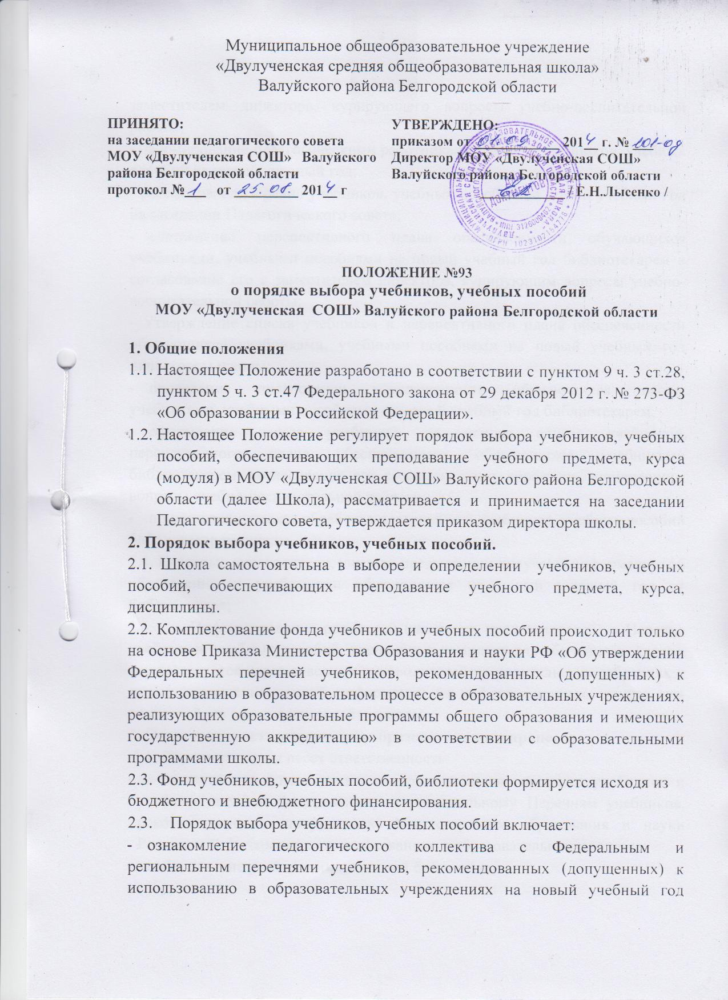 Муниципальное общеобразовательное учреждение
«Двулученская средняя общеобразовательная школа»
Валуйского района Белгородской области
ПРИНЯТО:
на заседании педагогического совета
МОУ «Двулученская СОШ» Валуйского
района Белгородской области
протокол № 1 от 25. 08. 2014 г
УТВЕРЖДЕНО:
приказом от 01. 09 2014 г. № 101-од
Директор МОУ «Двулученская СОШ»
Валуйского района Белгородской области
/ Е.Н.Лысенко /
ДЛЯ
ДОКУМЕНТОВ
ПОЛОЖЕНИЕ №93
о порядке выбора учебников, учебных пособий
МОУ «Двулученская СОШ» Валуйского района Белгородской области
1. Общие положения
1.1. Настоящее Положение разработано в соответствии с пунктом 9 ч. 3 ст.28,
пунктом 5 ч. 3 ст.47 Федерального закона от 29 декабря 2012 г. № 273-ФЗ
«Об образовании в Российской Федерации».
1.2. Настоящее Положение регулирует порядок выбора учебников, учебных
пособий, обеспечивающих преподавание учебного предмета, курса
(модуля) в МОУ «Двулученская СОШ» Валуйского района Белгородской
области (далее Школа), рассматривается и принимается на заседании
Педагогического совета, утверждается приказом директора школы.
2. Порядок выбора учебников, учебных пособий.
2.1. Школа самостоятельна в выборе и определении учебников, учебных
пособий, обеспечивающих преподавание учебного предмета, курса,
дисциплины.
2.2. Комплектование фонда учебников и учебных пособий происходит только
на основе Приказа Министерства Образования и науки РФ «Об утверждении
Федеральных перечней учебников, рекомендованных (допущенных) к
использованию в образовательном процессе в образовательных учреждениях,
реализующих образовательные программы общего образования и имеющих
государственную аккредитацию» в соответствии с образовательными
программами школы.
2.3. Фонд учебников, учебных пособий, библиотеки формируется исходя из
бюджетного и внебюджетного финансирования.
2.3. Порядок выбора учебников, учебных пособий включает:
- ознакомление педагогического коллектива с Федеральным и
региональным перечнями учебников, рекомендованных (допущенных) к
использованию в образовательных учреждениях на новый учебный год